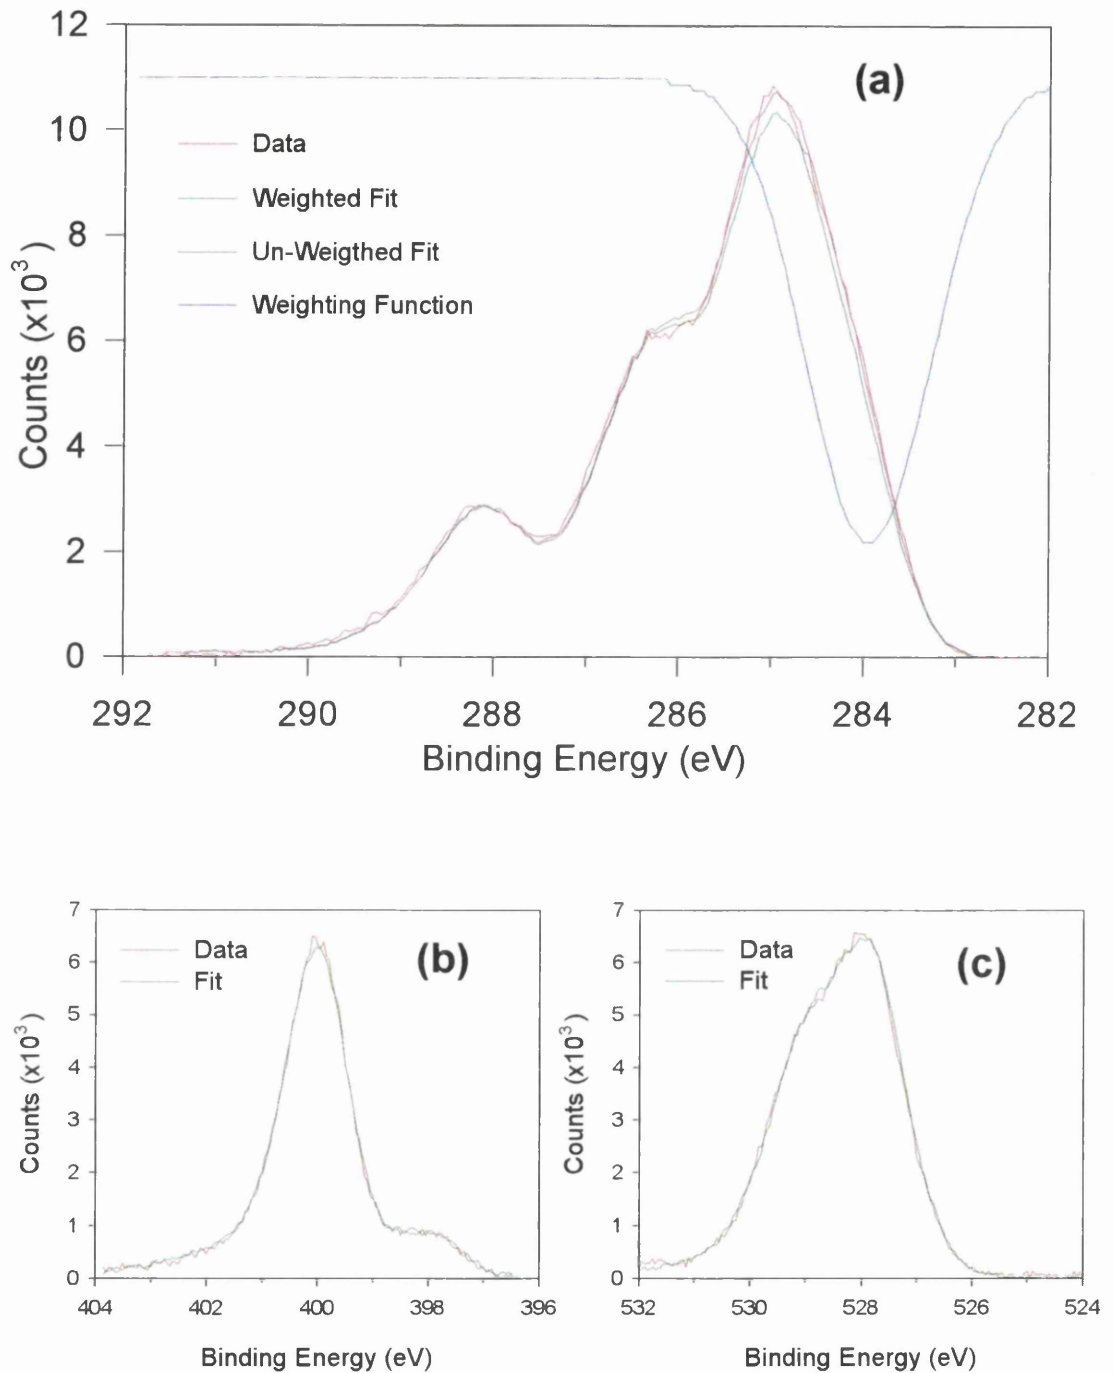 12
10
8
6
4
2
0
Counts (x10³)
(a)
Data
Weighted Fit
Un-Weigthed Fit
Weighting Function
292 290 288 286 284 282
Binding Energy (eV)
7
6
5
4
3
2
1
0
Counts (x10³)
Data
Fit
(b)
404 402 400 398 396
Binding Energy (eV)
7
6
5
4
3
2
1
0
Counts (x10³)
Data
Fit
(c)
532 530 528 526 524
Binding Energy (eV)